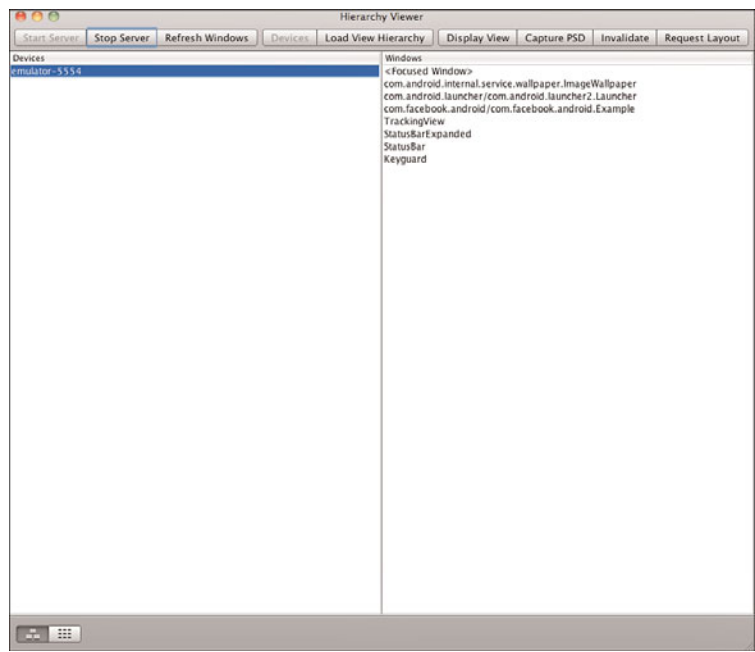 Hierarchy Viewer
Start Server Stop Server Refresh Windows Devices Load View Hierarchy Display View Capture PSD Invalidate Request Layout
Devices
emulator-5554
Windows
<Focused Window>
com.android.internal.service.wallpaper.ImageWallpaper
com.android.launcher/com.android.launcher2.Launcher
com.facebook.android/com.facebook.android.Example
TrackingView
StatusBarExpanded
StatusBar
Keyguard